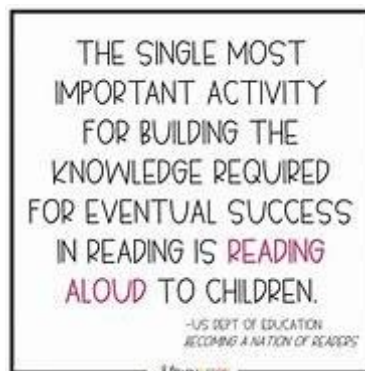 THE SINGLE MOST
IMPORTANT ACTIVITY
FOR BUILDING THE
KNOWLEDGE REQUIRED
FOR EVENTUAL SUCCESS
IN READING IS READING
ALOUD TO CHILDREN.
-US DEPT OF EDUCATION
BECOMING A NATION OF READERS